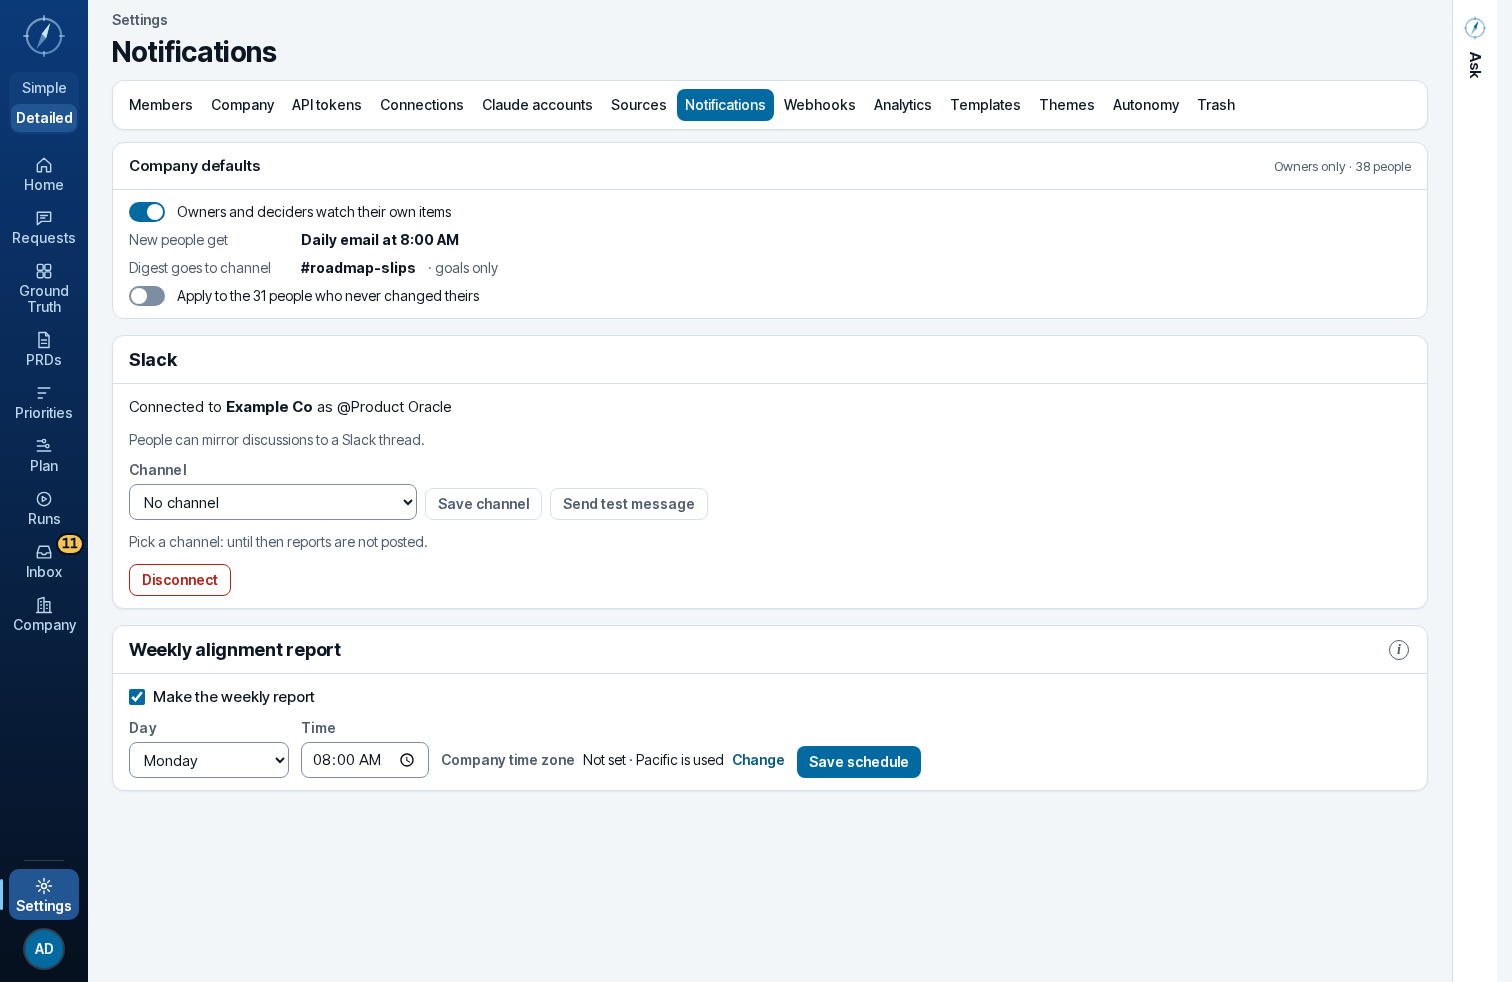 Settings
Notifications
Simple
Detailed
Home
Requests
Ground
Truth
PRDs
Priorities
Plan
Runs
11
Inbox
Company
Settings
AD
Members Company API tokens Connections Claude accounts Sources Notifications Webhooks Analytics Templates Themes Autonomy Trash
Company defaults
Owners only · 38 people
Owners and deciders watch their own items
New people get Daily email at 8:00 AM
Digest goes to channel #roadmap-slips · goals only
Apply to the 31 people who never changed theirs
Slack
Connected to Example Co as @Product Oracle
People can mirror discussions to a Slack thread.
Channel
No channel Save channel Send test message
Pick a channel: until then reports are not posted.
Disconnect
Weekly alignment report
i
Make the weekly report
Day Time
Monday 08:00 AM Company time zone Not set · Pacific is used Change Save schedule
Ask